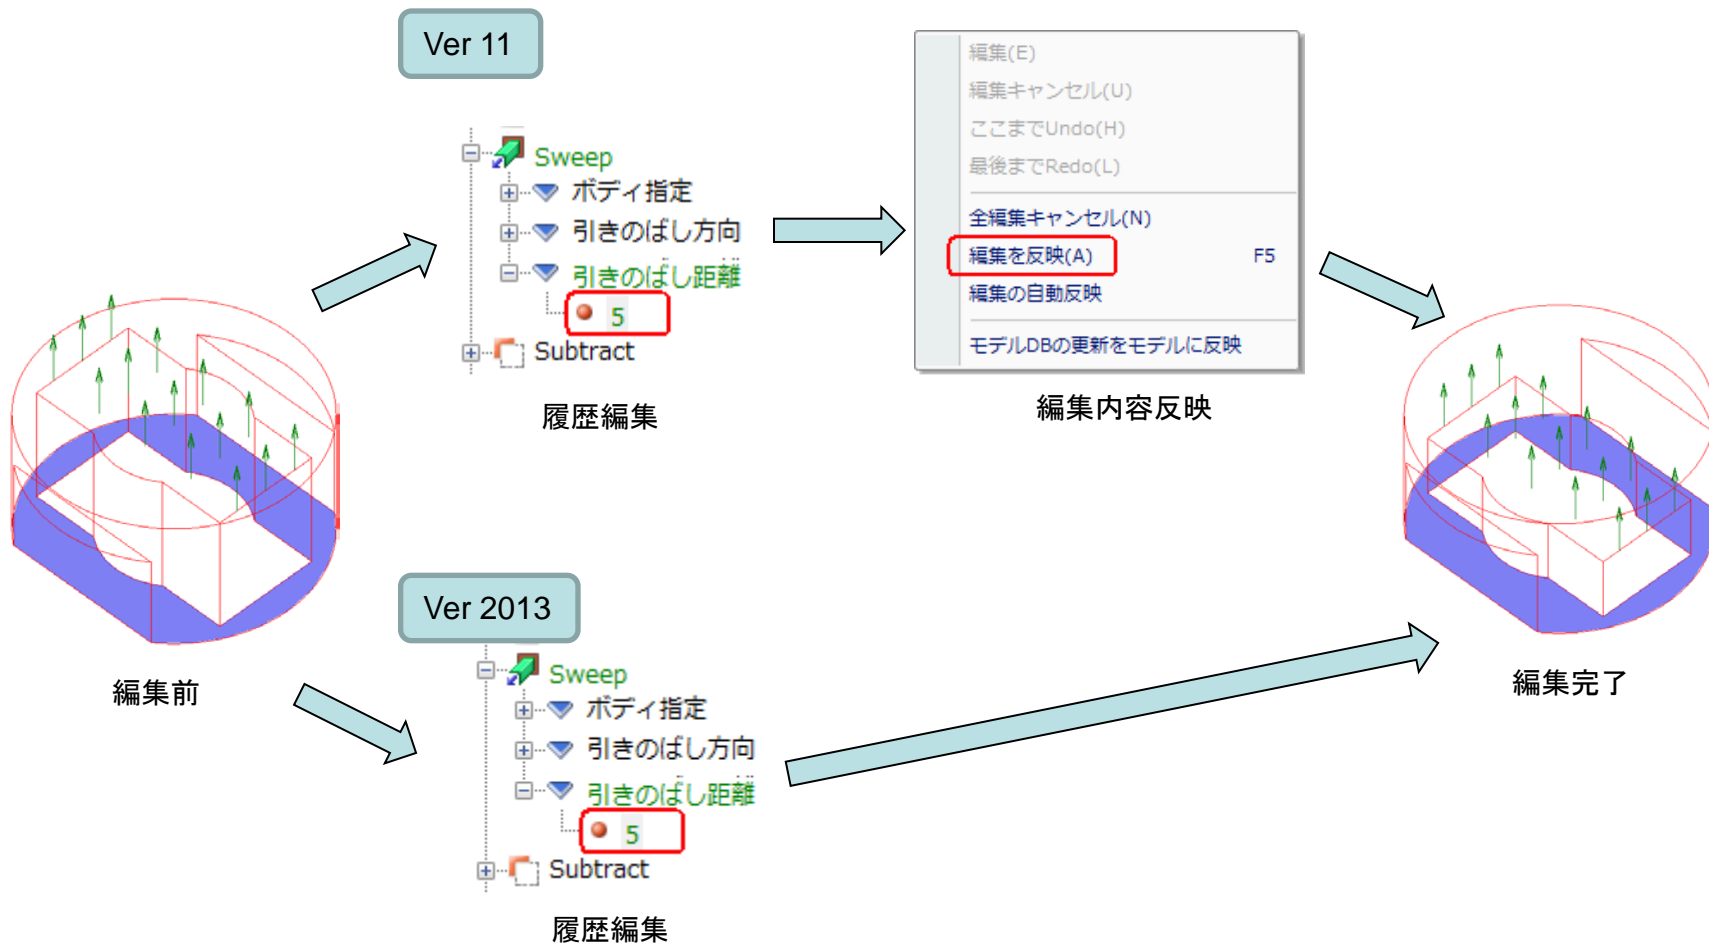 Ver 11
Sweep
ボディ指定
引きのばし方向
引きのばし距離
5
Subtract
履歴編集
編集(E)
編集キャンセル(U)
ここまでUndo(H)
最後までRedo(L)
全編集キャンセル(N)
編集を反映(A) F5
編集の自動反映
モデルDBの更新をモデルに反映
編集内容反映
編集前
Ver 2013
Sweep
ボディ指定
引きのばし方向
引きのばし距離
5
Subtract
履歴編集
編集完了